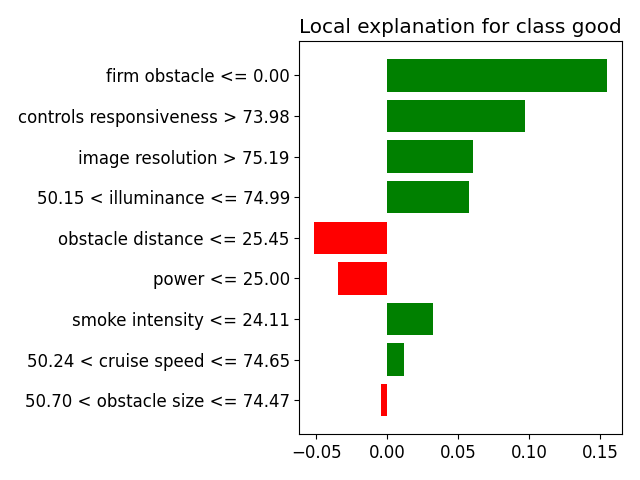 Local explanation for class good
firm obstacle <= 0.00
controls responsiveness > 73.98
image resolution > 75.19
50.15 < illuminance <= 74.99
obstacle distance <= 25.45
power <= 25.00
smoke intensity <= 24.11
50.24 < cruise speed <= 74.65
50.70 < obstacle size <= 74.47
−0.05 0.00 0.05 0.10 0.15